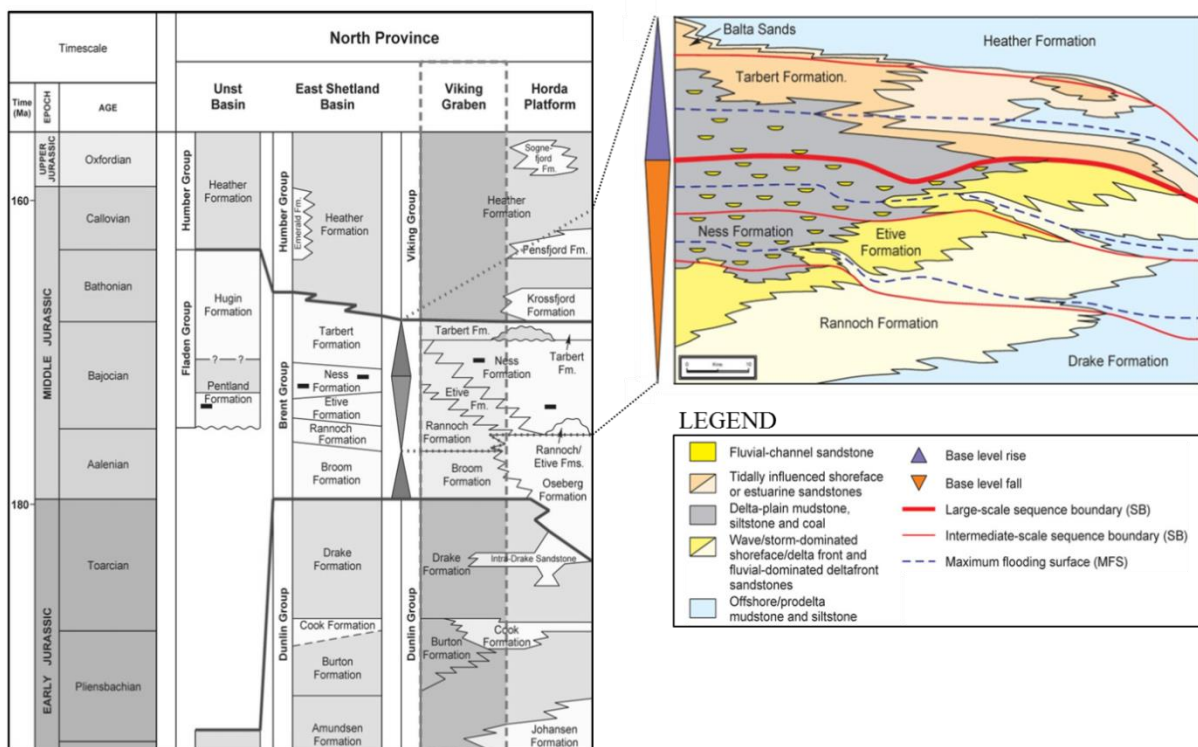 Timescale
North Province
Unst
Basin
East Shetland
Basin
Viking
Graben
Horda
Platform
Time
(Ma)
EPOCH
AGE
160
180
UPPER
JURASSIC
MIDDLE JURASSIC
EARLY JURASSIC
Oxfordian
Callovian
Bathonian
Bajocian
Aalenian
Toarcian
Pliensbachian
Humber Group
Heather
Formation
Fladen Group
Hugin
Formation
? ?
Pentland
Formation
Humber Group
Emerald Fm.
Heather
Formation
Brent Group
Tarbert
Formation
Ness
Formation
Etive
Formation
Rannoch
Formation
Broom
Formation
Dunlin Group
Drake
Formation
Cook Formation
Burton
Formation
Amundsen
Formation
Viking Group
Dunlin Group
Sogne-
fjord
Fm.
Heather
Formation
Fensfjord Fm.
Krossfjord
Formation
Tarbert Fm.
Tarbert
Fm.
Ness
Formation
Etive
Fm.
Rannoch
Formation
Rannoch/
Etive Fms.
Broom
Formation
Oseberg
Formation
Drake
Formation
Intra-Drake Sandstone
Cook
Formation
Burton
Formation
Johansen
Formation
Balta Sands
Heather Formation
Tarbert Formation.
Ness Formation
Etive
Formation
Rannoch Formation
Drake Formation
LEGEND
Fluvial-channel sandstone
Tidally influenced shoreface
or estuarine sandstones
Delta-plain mudstone,
siltstone and coal
Wave/storm-dominated
shoreface/delta front and
fluvial-dominated deltafront
sandstones
Offshore/prodelta
mudstone and siltstone
Base level rise
Base level fall
Large-scale sequence boundary (SB)
Intermediate-scale sequence boundary (SB)
Maximum flooding surface (MFS)